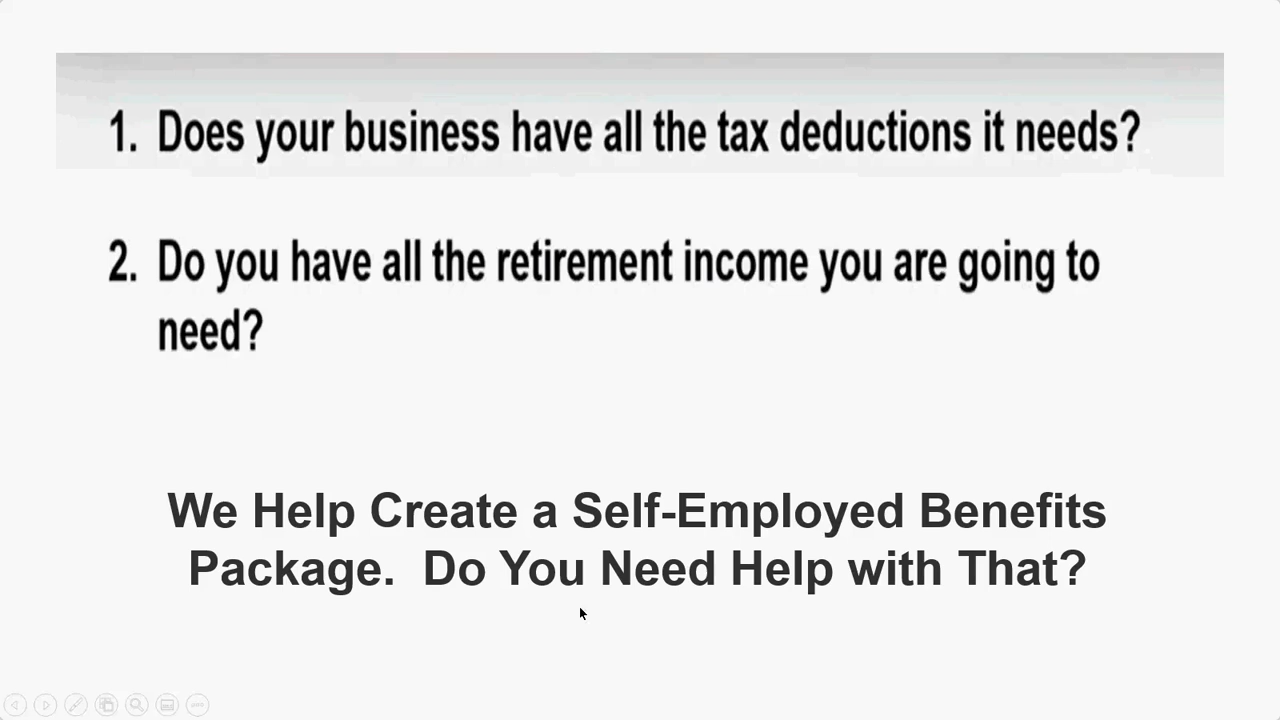 1. Does your business have all the tax deductions it needs?
2. Do you have all the retirement income you are going to
need?
We Help Create a Self-Employed Benefits
Package.  Do You Need Help with That?